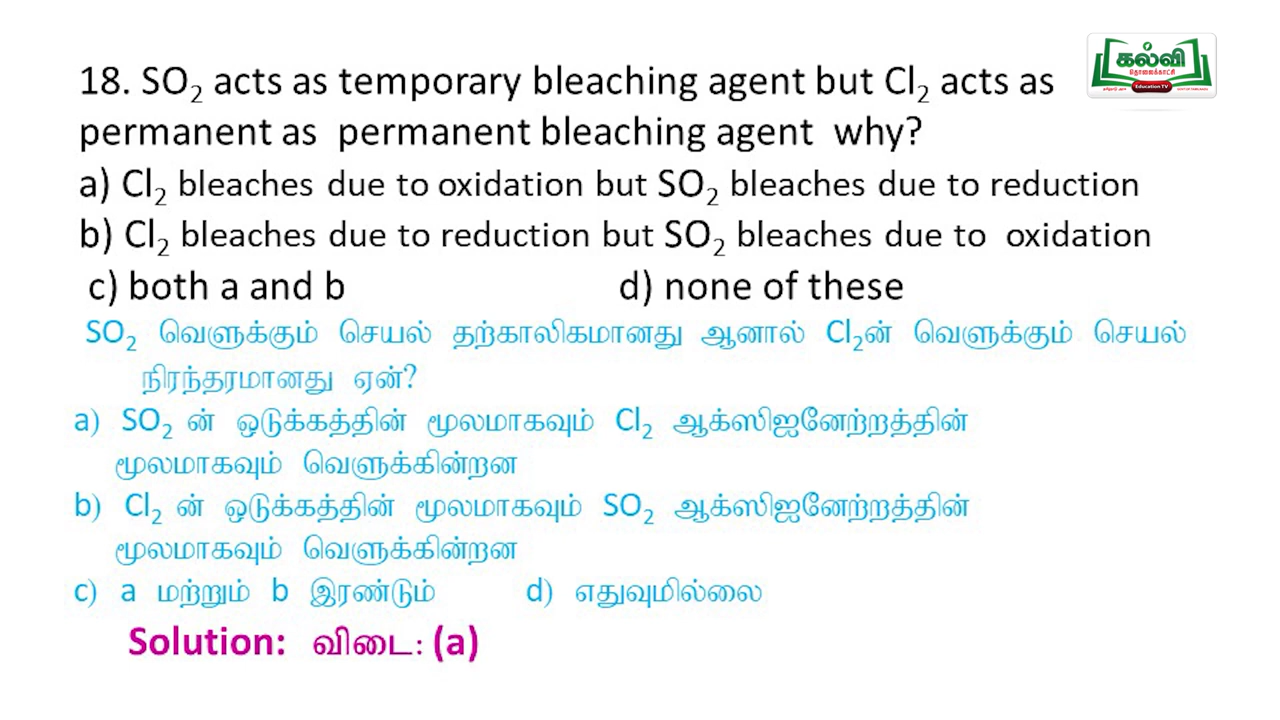 கல்வி
தொலைக்காட்சி
Education TV
18. SO₂ acts as temporary bleaching agent but Cl₂ acts as
permanent as permanent bleaching agent why?
a) Cl₂ bleaches due to oxidation but SO₂ bleaches due to reduction
b) Cl₂ bleaches due to reduction but SO₂ bleaches due to oxidation
c) both a and b d) none of these
SO₂ வெளுக்கும் செயல் தற்காலிகமானது ஆனால் Cl₂ன் வெளுக்கும் செயல்
நிரந்தரமானது ஏன்?
a) SO₂ ன் ஒடுக்கத்தின் மூலமாகவும் Cl₂ ஆக்ஸிஐனேற்றத்தின்
மூலமாகவும் வெளுக்கின்றன
b) Cl₂ ன் ஒடுக்கத்தின் மூலமாகவும் SO₂ ஆக்ஸிஐனேற்றத்தின்
மூலமாகவும் வெளுக்கின்றன
c) a மற்றும் b இரண்டும் d) எதுவுமில்லை
Solution: விடை: (a)